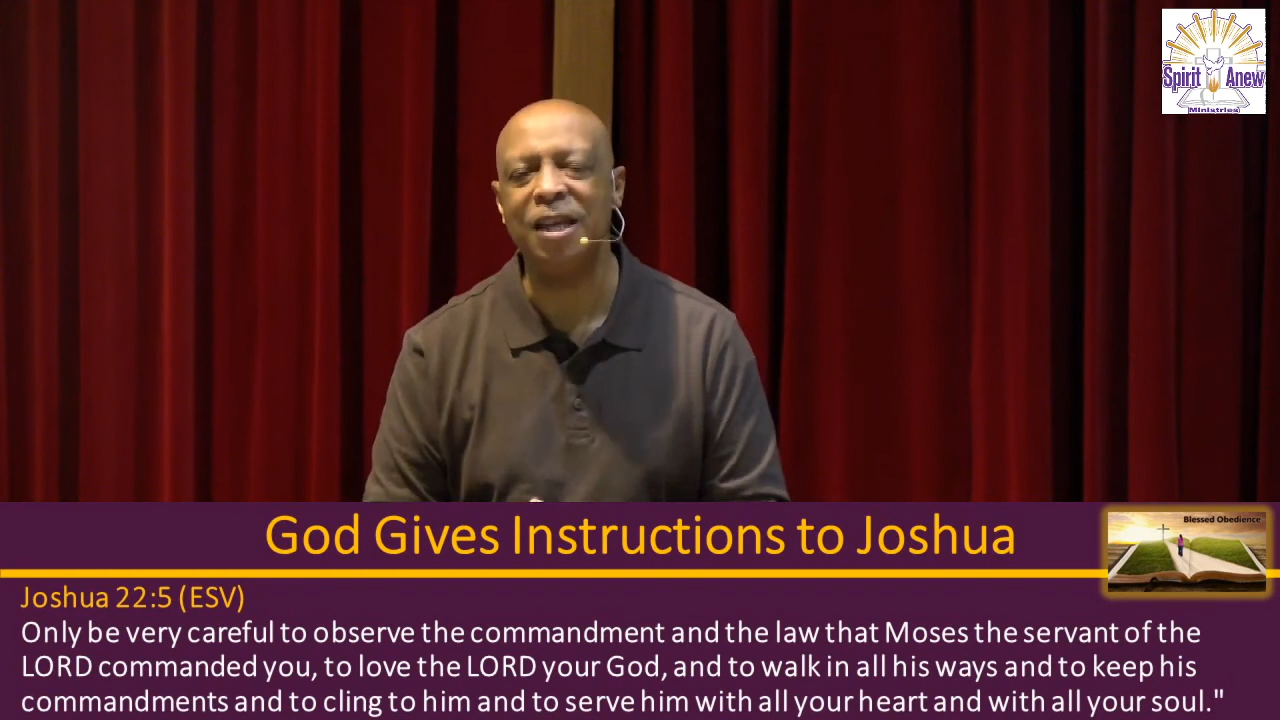 Spirit Anew
Ministries
God Gives Instructions to Joshua
Blessed Obedience
Joshua 22:5 (ESV)
Only be very careful to observe the commandment and the law that Moses the servant of the
LORD commanded you, to love the LORD your God, and to walk in all his ways and to keep his
commandments and to cling to him and to serve him with all your heart and with all your soul."